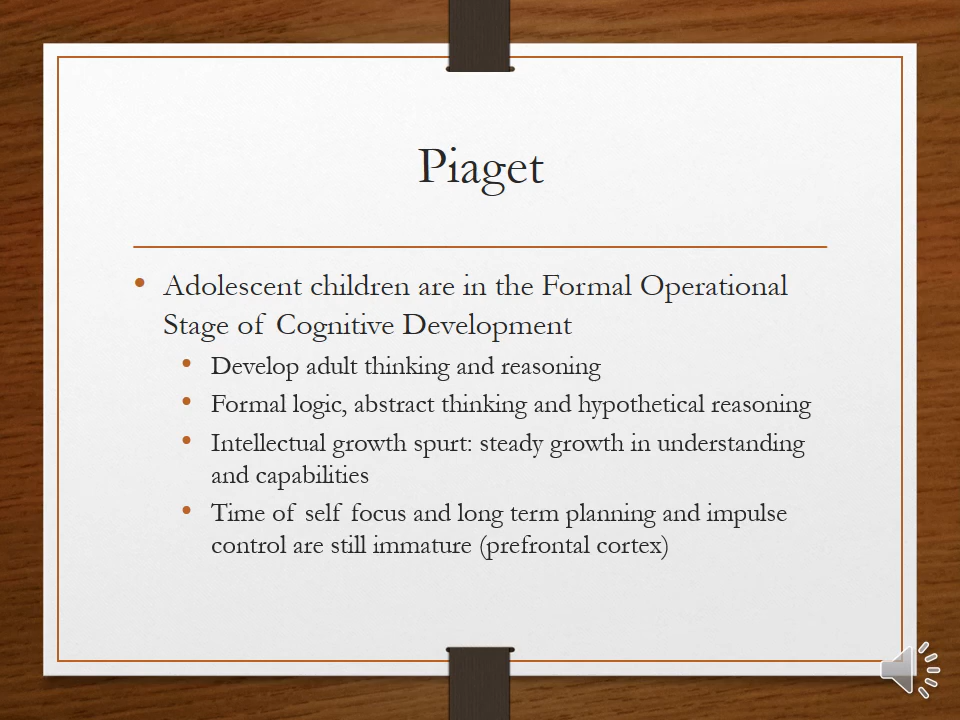 Piaget
• Adolescent children are in the Formal Operational
Stage of Cognitive Development
• Develop adult thinking and reasoning
• Formal logic, abstract thinking and hypothetical reasoning
• Intellectual growth spurt: steady growth in understanding
and capabilities
• Time of self focus and long term planning and impulse
control are still immature (prefrontal cortex)